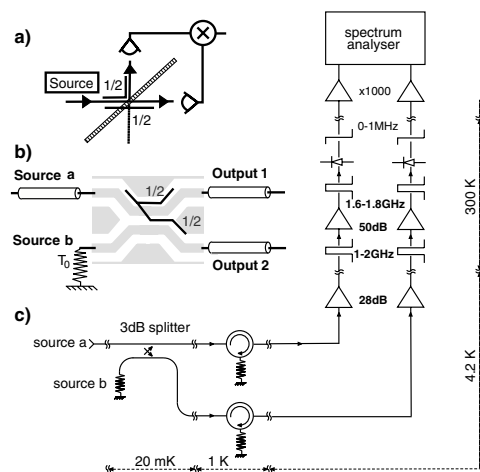 a)
Source
1/2
1/2
b)
Source a
Output 1
1/2
1/2
Source b
Output 2
T0
c)
3dB splitter
source a
source b
20 mK
1 K
spectrum
analyser
x1000
0-1MHz
1.6-1.8GHz
50dB
1-2GHz
28dB
300 K
4.2 K